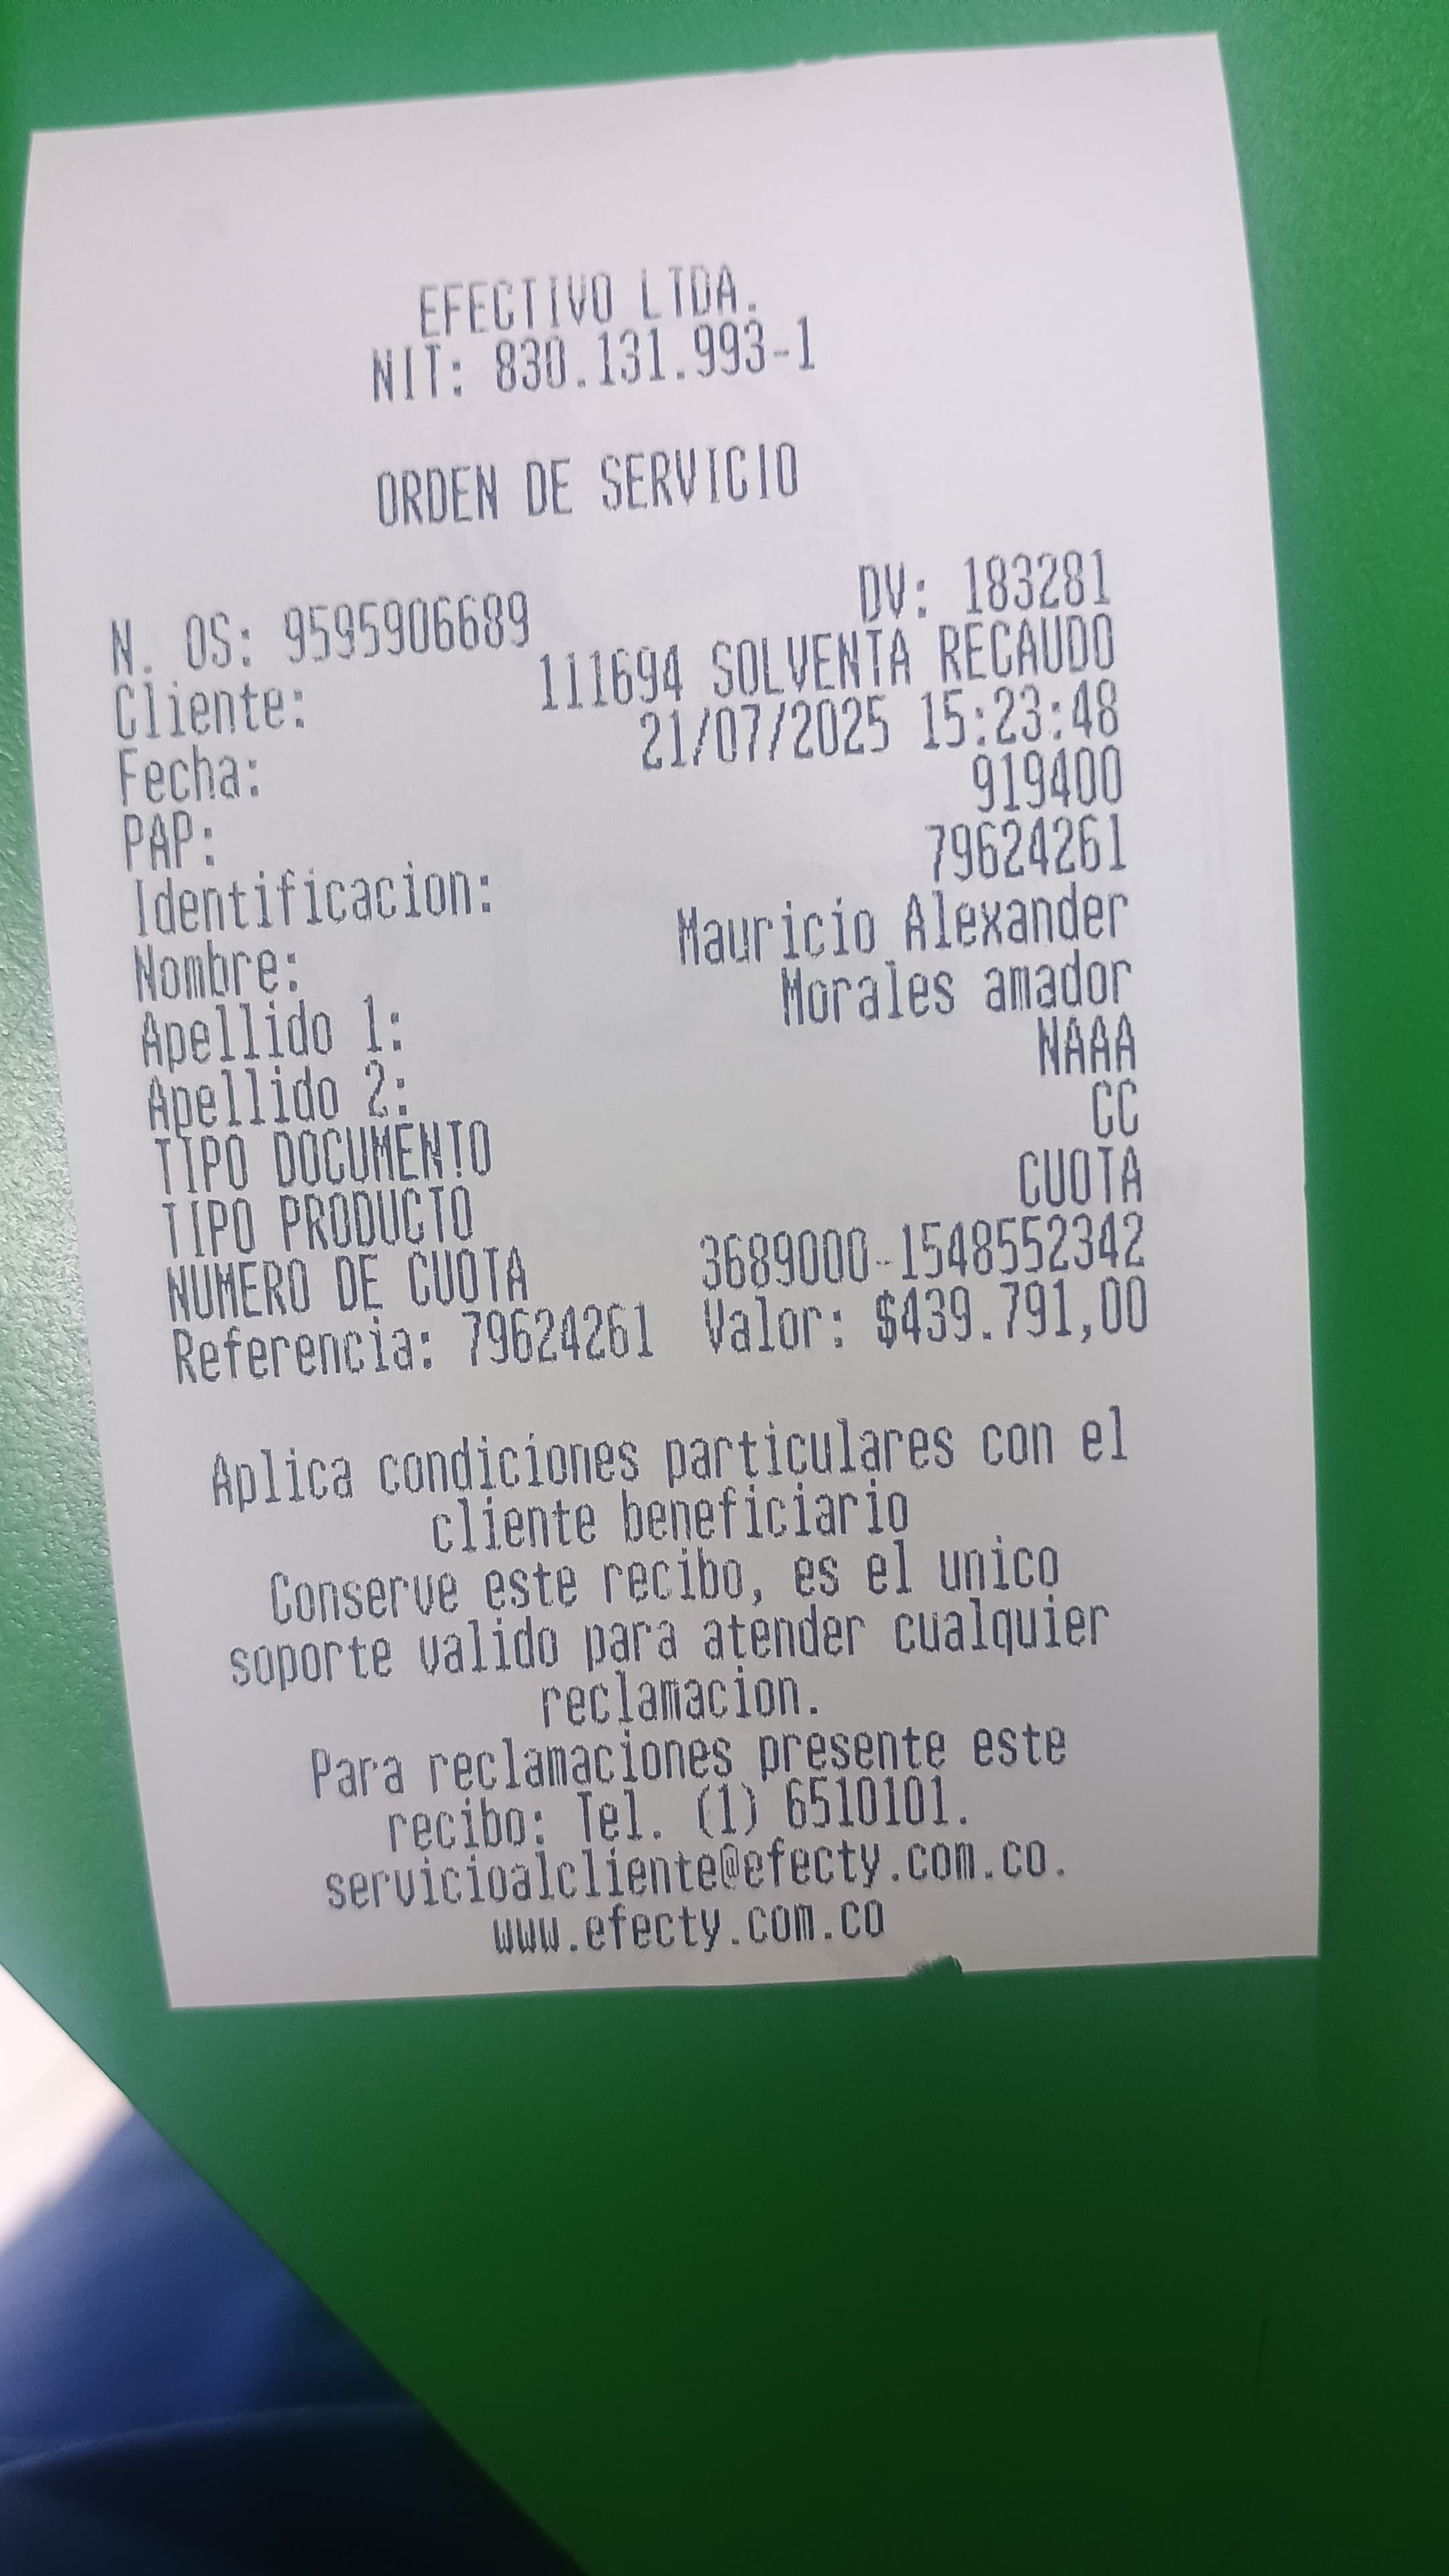 EFECTIVO LTDA.
NIT: 830.131.993-1
ORDEN DE SERVICIO
N. OS: 9595906689 DV: 183281
Cliente: 111694 SOLVENTA RECAUDO
Fecha: 21/07/2025 15:23:48
PAP: 919400
Identificacion: 79624261
Nombre: Mauricio Alexander
Apellido 1: Morales amador
Apellido 2: NAAA
TIPO DOCUMENTO CC
TIPO PRODUCTO CUOTA
NUMERO DE CUOTA 3689000-1548552342
Referencia: 79624261 Valor: $439.791,00
Aplica condiciones particulares con el
cliente beneficiario
Conserve este recibo, es el unico
soporte valido para atender cualquier
reclamacion.
Para reclamaciones presente este
recibo: Tel. (1) 6510101.
servicioalcliente@efecty.com.co.
www.efecty.com.co